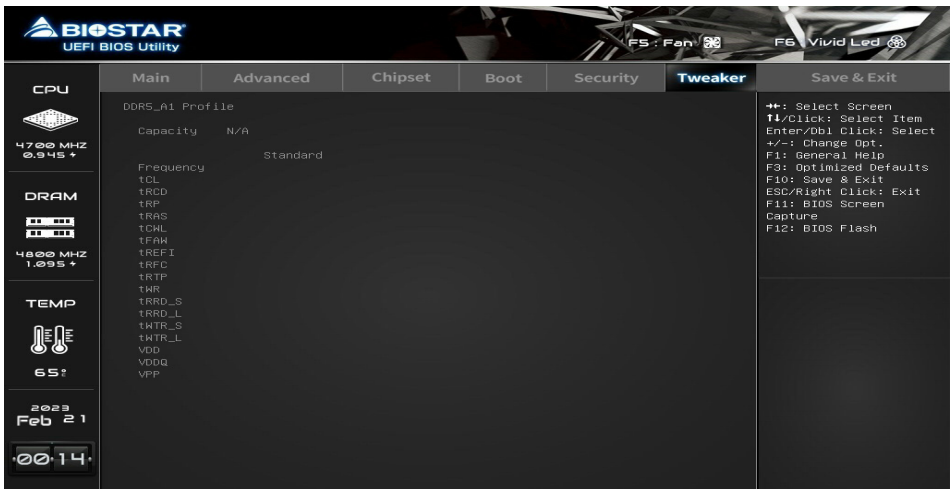 BIOSTAR
UEFI BIOS Utility
F5 : Fan
F6 Vivid Led
CPU
4700 MHZ
0.945
DRAM
4800 MHZ
1.095
TEMP
65
2023
Feb 21
00 14
Main Advanced Chipset Boot Security Tweaker Save & Exit
DDR5_A1 Profile
Capacity N/A
Standard
Frequency
tCL
tRCD
tRP
tRAS
tCWL
tFAW
tREFI
tRFC
tRTP
tWR
tRRD_S
tRRD_L
tWTR_S
tWTR_L
VDD
VDDQ
VPP
→←: Select Screen
↑↓/Click: Select Item
Enter/Dbl Click: Select
+/-: Change Opt.
F1: General Help
F3: Optimized Defaults
F10: Save & Exit
ESC/Right Click: Exit
F11: BIOS Screen
Capture
F12: BIOS Flash